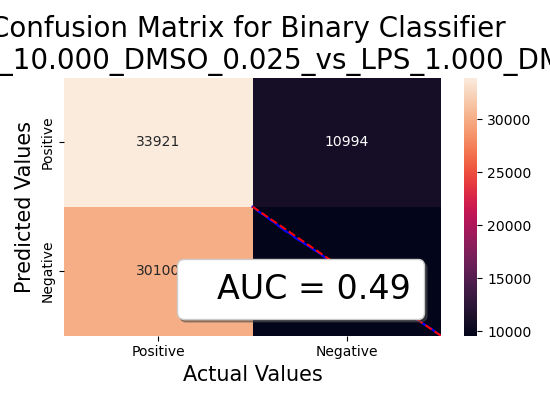 Confusion Matrix for Binary Classifier
_10.000_DMSO_0.025_vs_LPS_1.000_DM
Predicted Values
Positive
Negative
33921
10994
30100
AUC = 0.49
Positive
Negative
Actual Values
30000
25000
20000
15000
10000